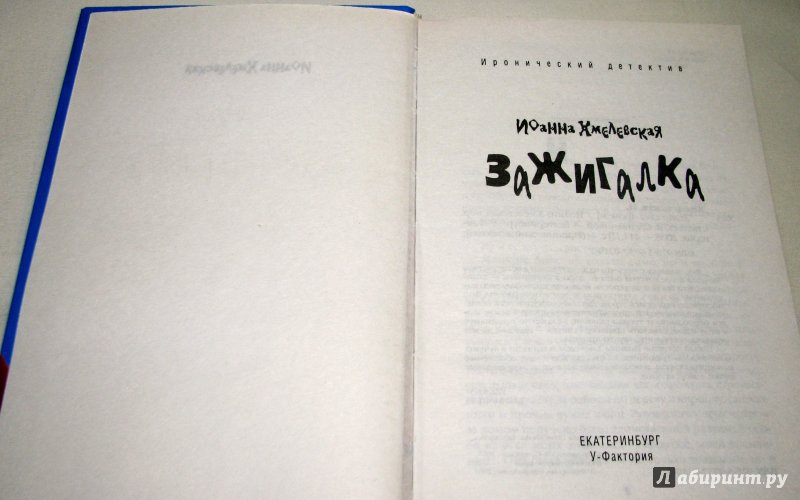 Иронический детектив
Иоанна Хмелевская
Зажигалка
ЕКАТЕРИНБУРГ
У-Фактория
Лабиринт.ру